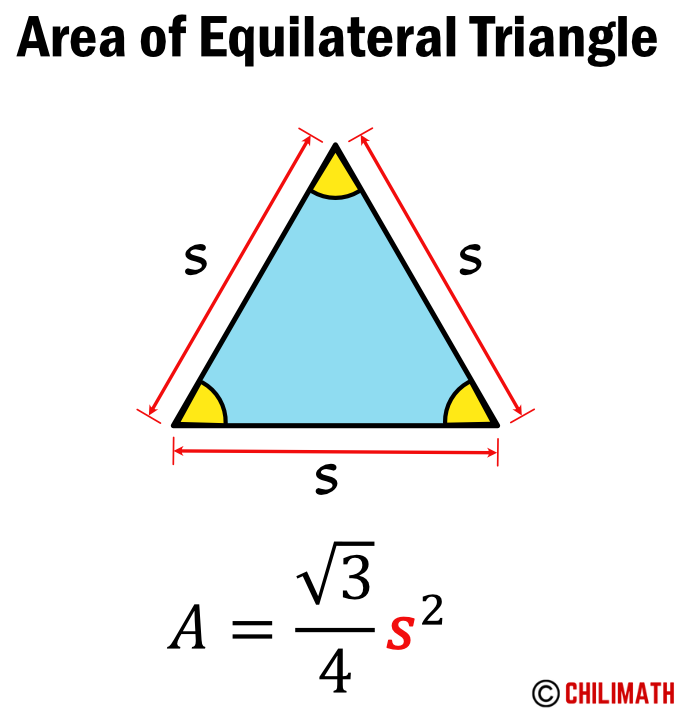 Area of Equilateral Triangle
s s
s
A = √3/4 s²
© CHILIMATH